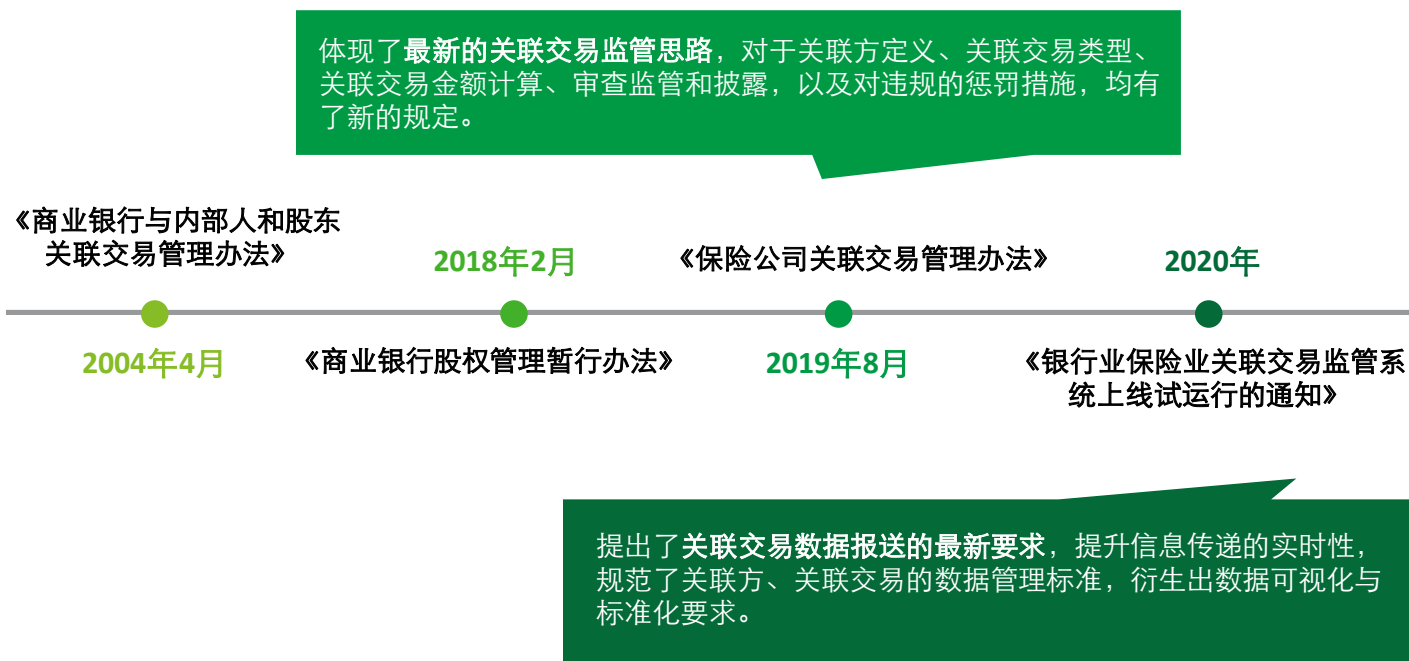 体现了最新的关联交易监管思路，对于关联方定义、关联交易类型、
关联交易金额计算、审查监管和披露，以及对违规的惩罚措施，均有
了新的规定。
《商业银行与内部人和股东
关联交易管理办法》
2018年2月
《保险公司关联交易管理办法》
2020年
2004年4月
《商业银行股权管理暂行办法》
2019年8月
《银行业保险业关联交易监管系
统上线试运行的通知》
提出了关联交易数据报送的最新要求，提升信息传递的实时性，
规范了关联方、关联交易的数据管理标准，衍生出数据可视化与
标准化要求。